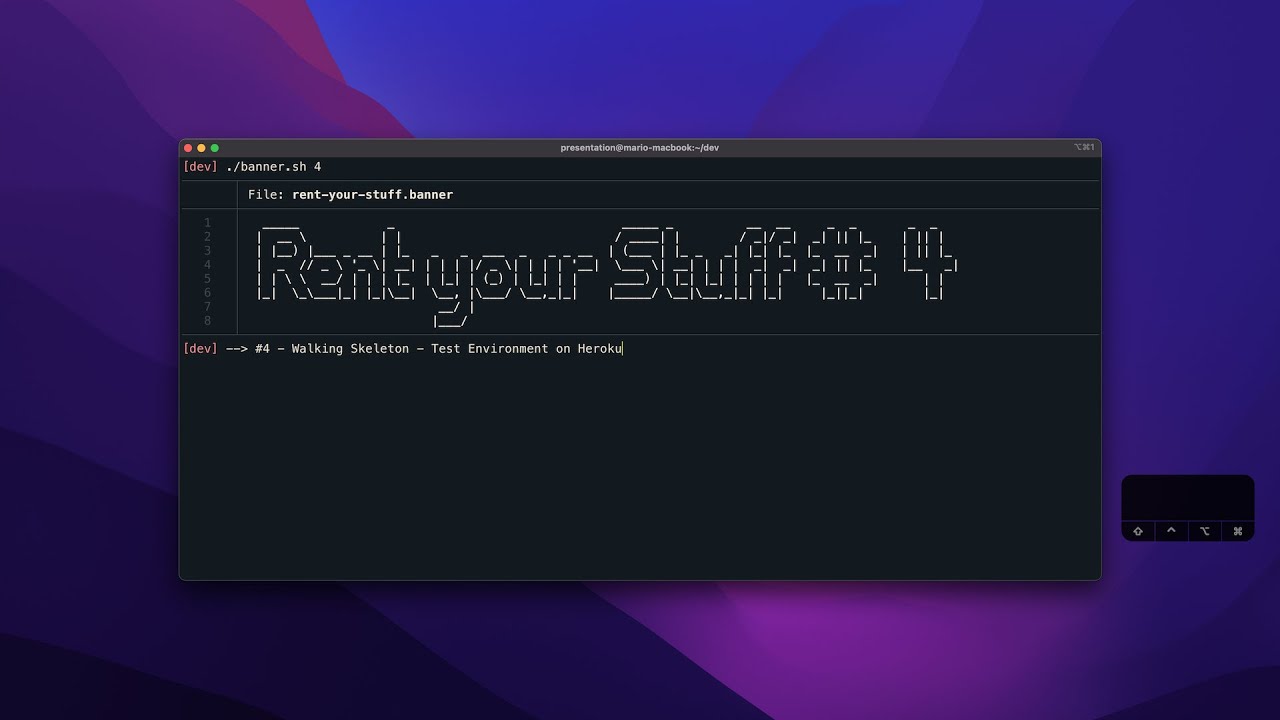 presentation@mario-macbook:~/dev
⌥⌘1
[dev] ./banner.sh 4
File: rent-your-stuff.banner
1
2
3
4
5
6
7
8
Rent your Stuff # 4
[dev] --> #4 - Walking Skeleton - Test Environment on Heroku
⇧ ^ ⌥ ⌘